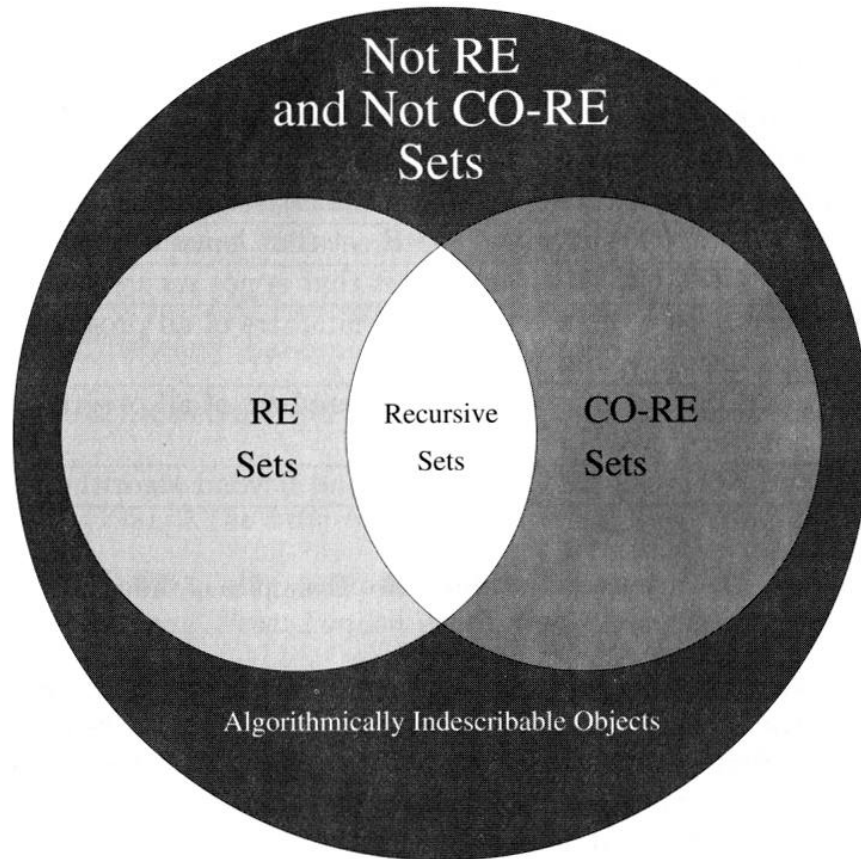 Not RE
and Not CO-RE
Sets
RE
Sets
Recursive
Sets
CO-RE
Sets
Algorithmically Indescribable Objects